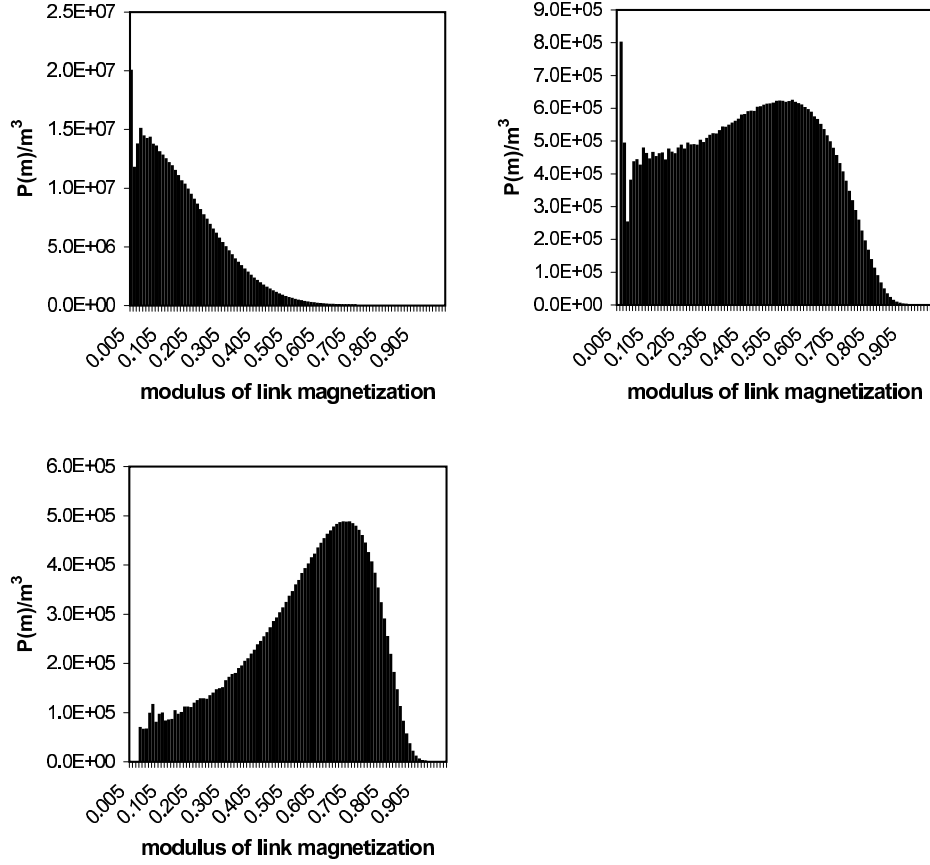 2.5E+07
2.0E+07
1.5E+07
1.0E+07
5.0E+06
0.0E+00
P(m)/m³
0.005
0.105
0.205
0.305
0.405
0.505
0.605
0.705
0.805
0.905
modulus of link magnetization
9.0E+05
8.0E+05
7.0E+05
6.0E+05
5.0E+05
4.0E+05
3.0E+05
2.0E+05
1.0E+05
0.0E+00
P(m)/m³
0.005
0.105
0.205
0.305
0.405
0.505
0.605
0.705
0.805
0.905
modulus of link magnetization
6.0E+05
5.0E+05
4.0E+05
3.0E+05
2.0E+05
1.0E+05
0.0E+00
P(m)/m³
0.005
0.105
0.205
0.305
0.405
0.505
0.605
0.705
0.805
0.905
modulus of link magnetization